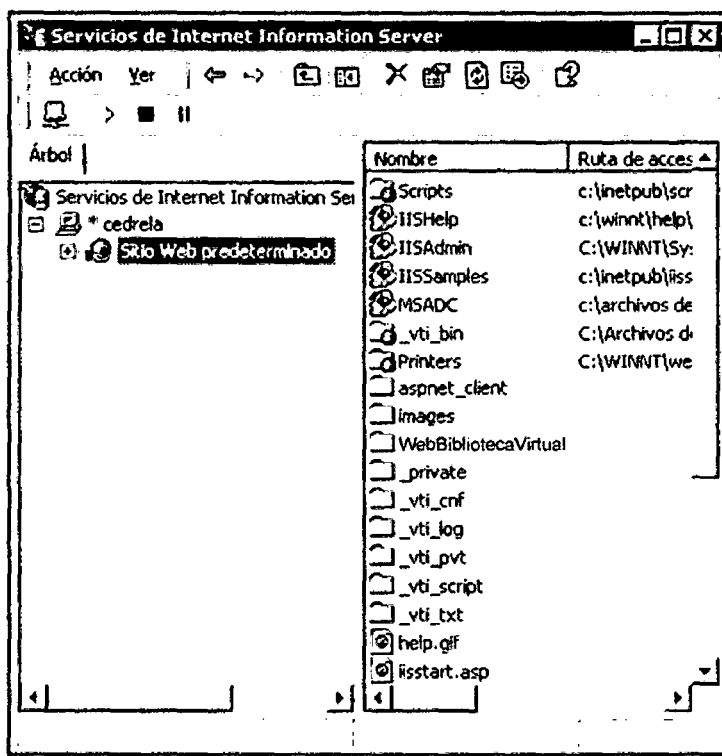 Servicios de Internet Information Server
Acción Ver
Árbol
Servicios de Internet Information Ser
* cedrela
Sitio Web predeterminado
Nombre Ruta de acces
Scripts c:\inetpub\scr
IISHelp c:\winnt\help\
IISAdmin C:\WINNT\Sy:
IISSamples c:\inetpub\iiss
MSADC c:\archivos de
_vti_bin C:\Archivos d
Printers C:\WINNT\we
aspnet_client
images
WebBibliotecaVirtual
_private
_vti_cnf
_vti_log
_vti_pvt
_vti_script
_vti_txt
help.gif
iisstart.asp